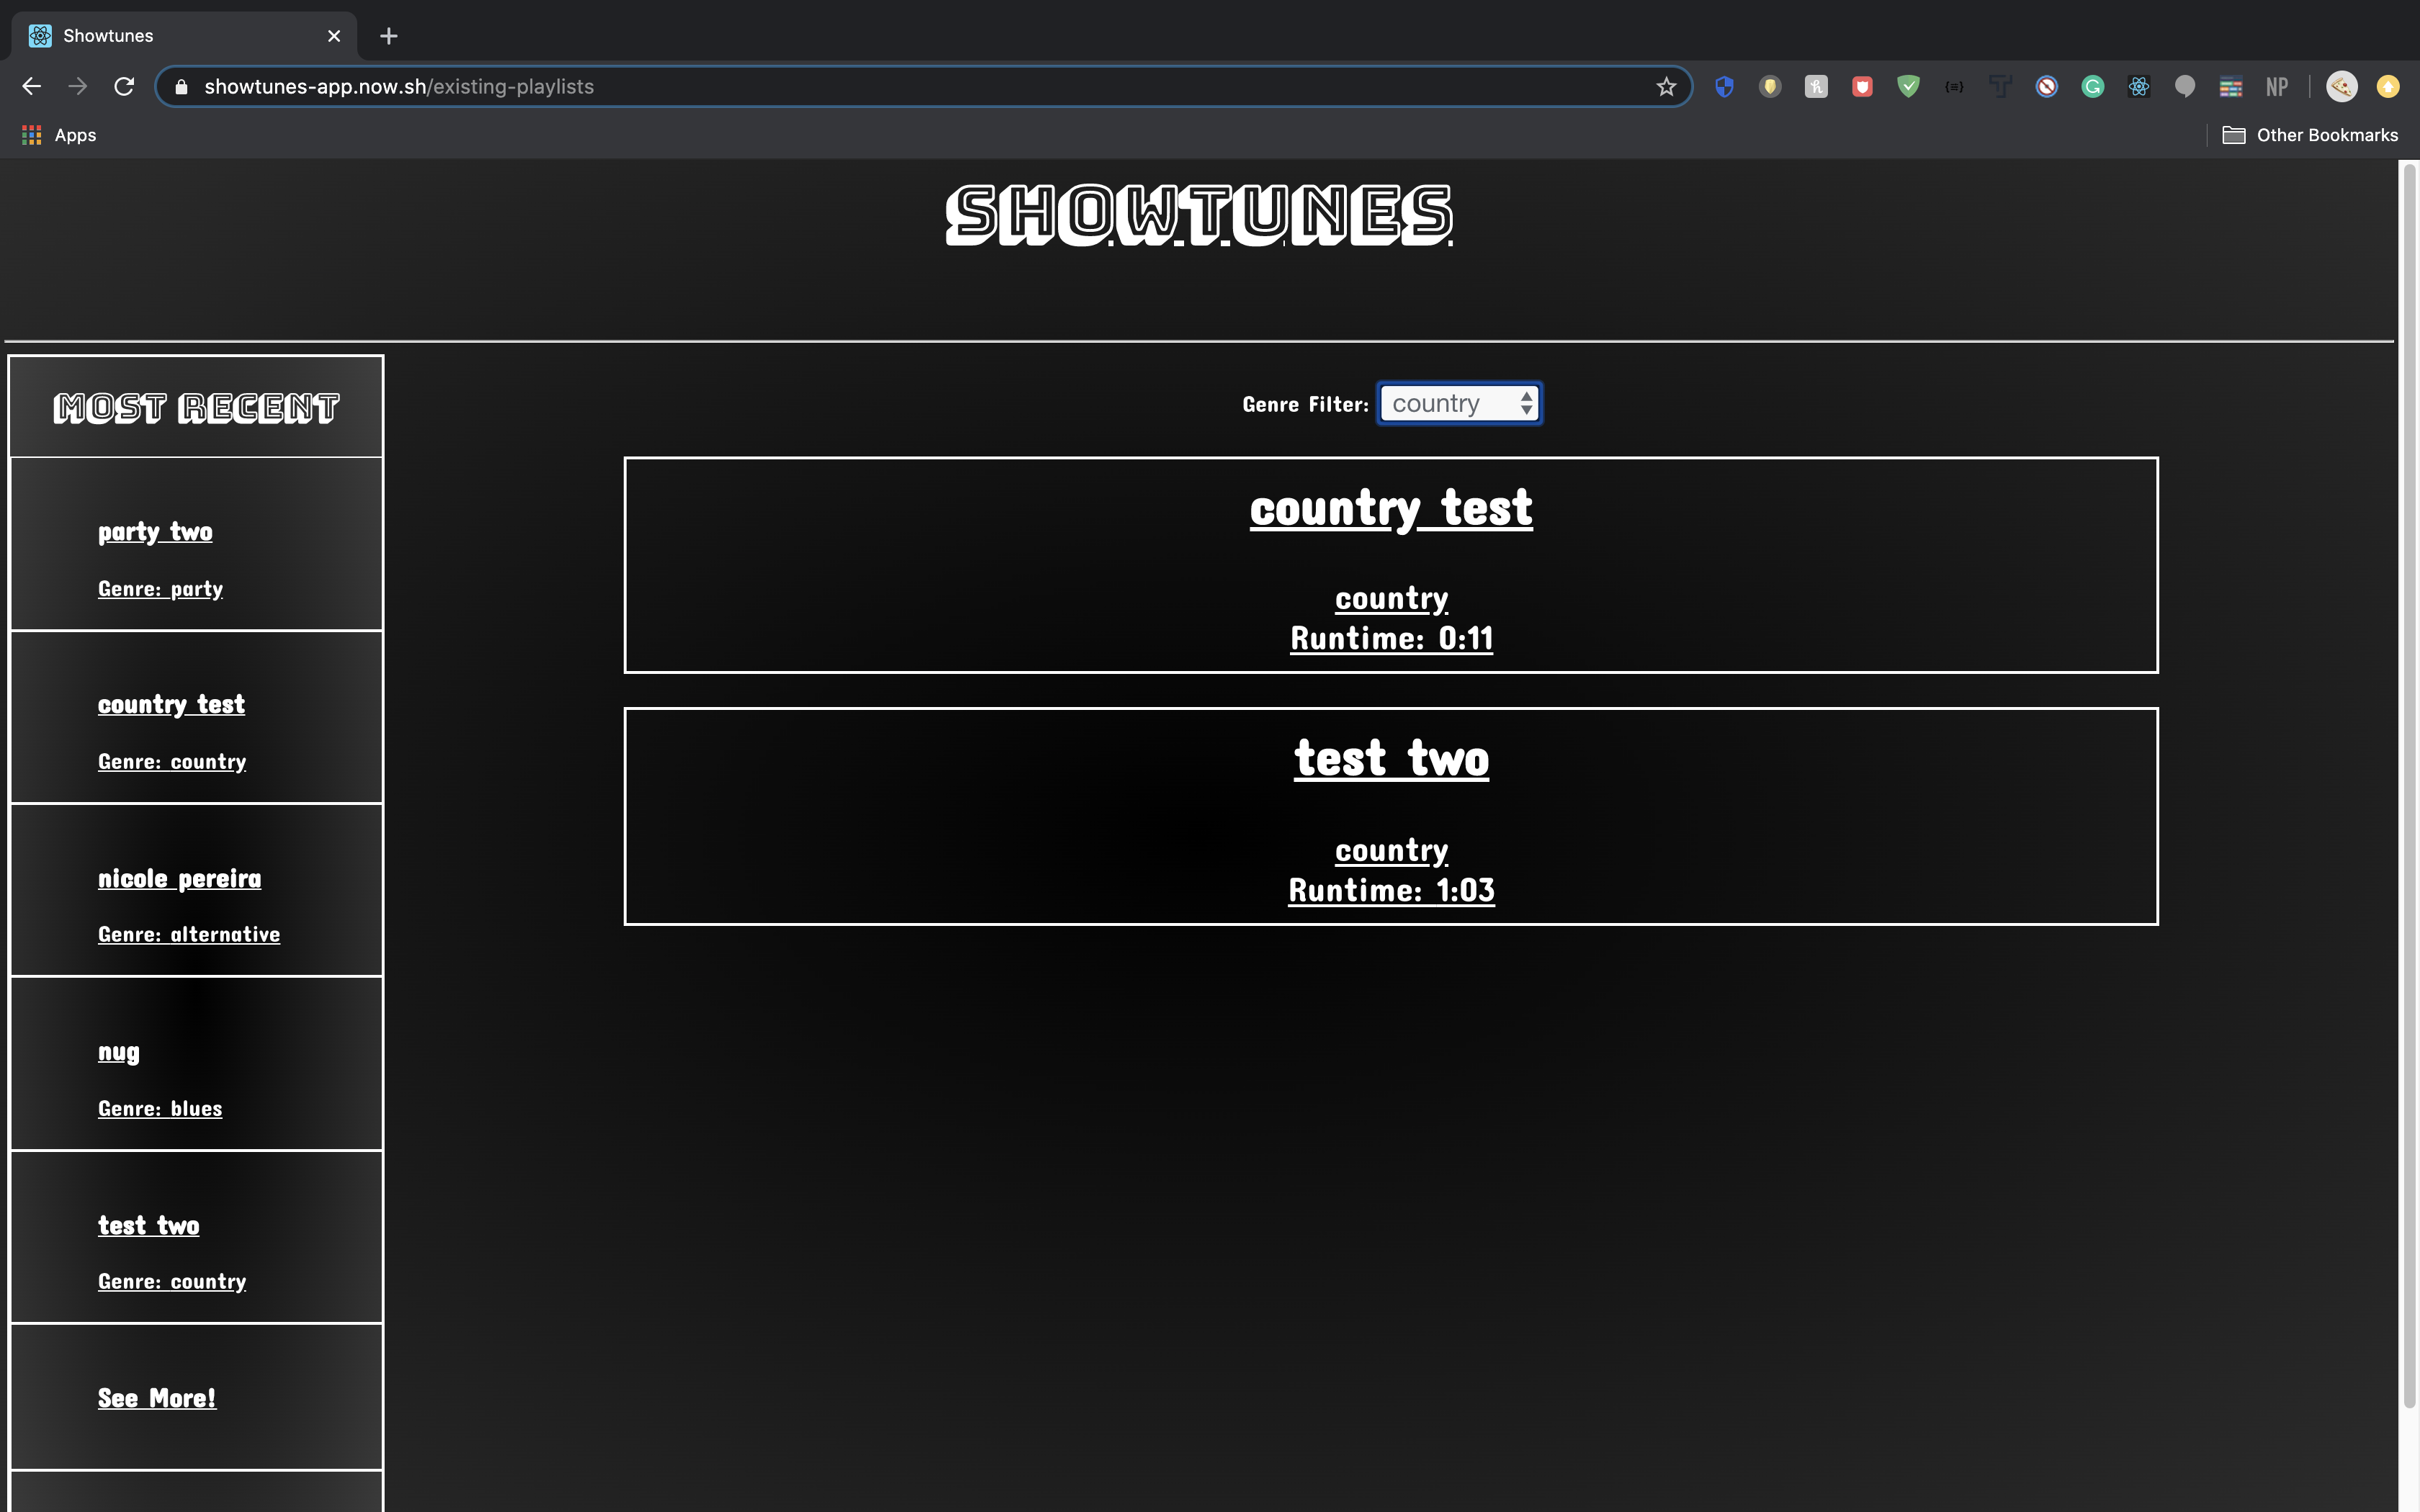 Showtunes
showtunes-app.now.sh/existing-playlists
NP
Apps
Other Bookmarks
SHOWTUNES
MOST RECENT
party two
Genre: party
country test
Genre: country
nicole pereira
Genre: alternative
nug
Genre: blues
test two
Genre: country
See More!
Genre Filter: country
country test
country
Runtime: 0:11
test two
country
Runtime: 1:03